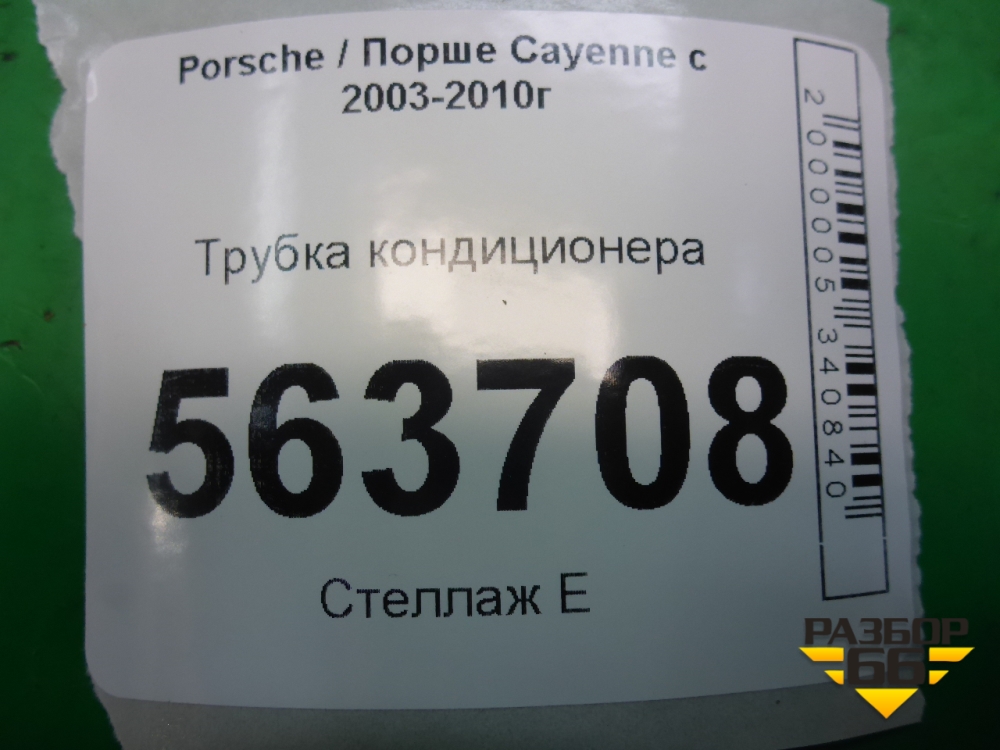 Porsche / Порше Cayenne с
2003-2010г
Трубка кондиционера
563708
Стеллаж Е
2000005340840
РАЗБОР
66